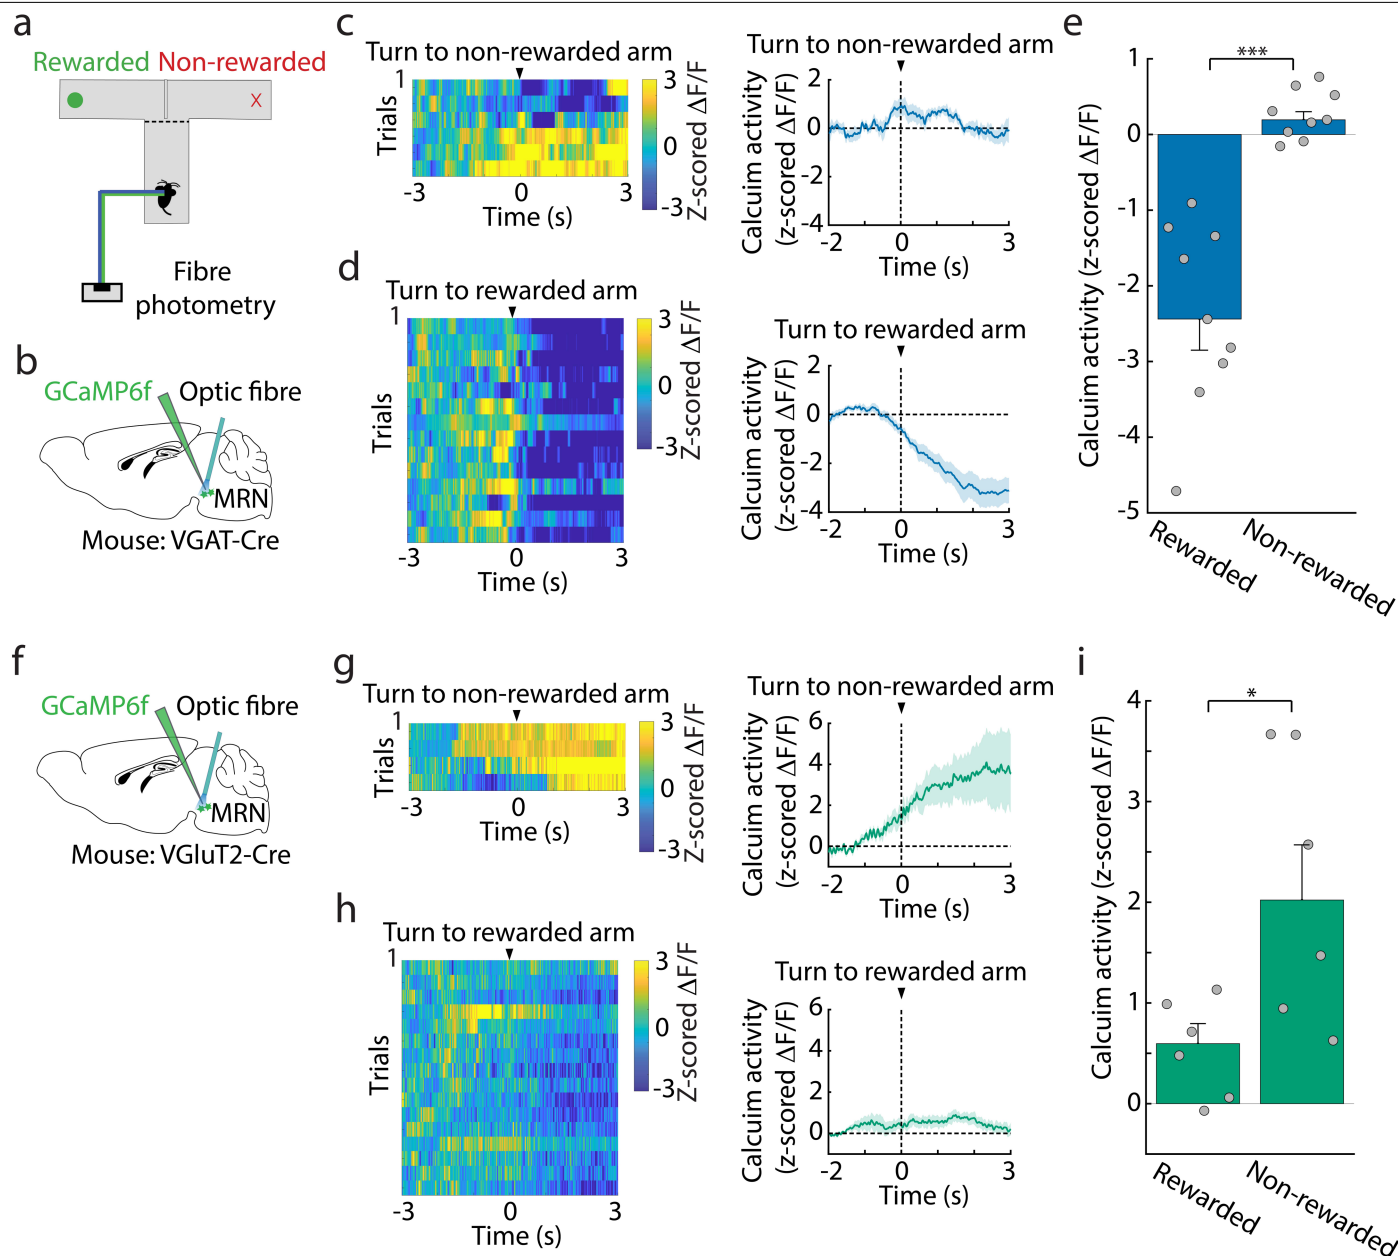 a
Rewarded Non-rewarded
X
Fibre
photometry
b
GCaMP6f Optic fibre
MRN
Mouse: VGAT-Cre
c
Turn to non-rewarded arm
1
Trials
-3 0 3
Time (s)
3
0
-3
Z-scored ΔF/F
Turn to non-rewarded arm
Calcuim activity
(z-scored ΔF/F)
2
0
-2
-4
-2 0 3
Time (s)
d
Turn to rewarded arm
1
Trials
-3 0 3
Time (s)
3
0
-3
Z-scored ΔF/F
Turn to rewarded arm
Calcuim activity
(z-scored ΔF/F)
2
0
-2
-4
-2 0 3
Time (s)
e
***
Calcuim activity (z-scored ΔF/F)
1
0
-1
-2
-3
-4
-5
Rewarded
Non-rewarded
f
GCaMP6f Optic fibre
MRN
Mouse: VGluT2-Cre
g
Turn to non-rewarded arm
1
Trials
-3 0 3
Time (s)
3
0
-3
Z-scored ΔF/F
Turn to non-rewarded arm
Calcuim activity
(z-scored ΔF/F)
6
4
2
0
-2 0 3
Time (s)
h
Turn to rewarded arm
1
Trials
-3 0 3
Time (s)
3
0
-3
Z-scored ΔF/F
Turn to rewarded arm
Calcuim activity
(z-scored ΔF/F)
6
4
2
0
-2 0 3
Time (s)
i
*
Calcuim activity (z-scored ΔF/F)
4
3
2
1
0
Rewarded
Non-rewarded